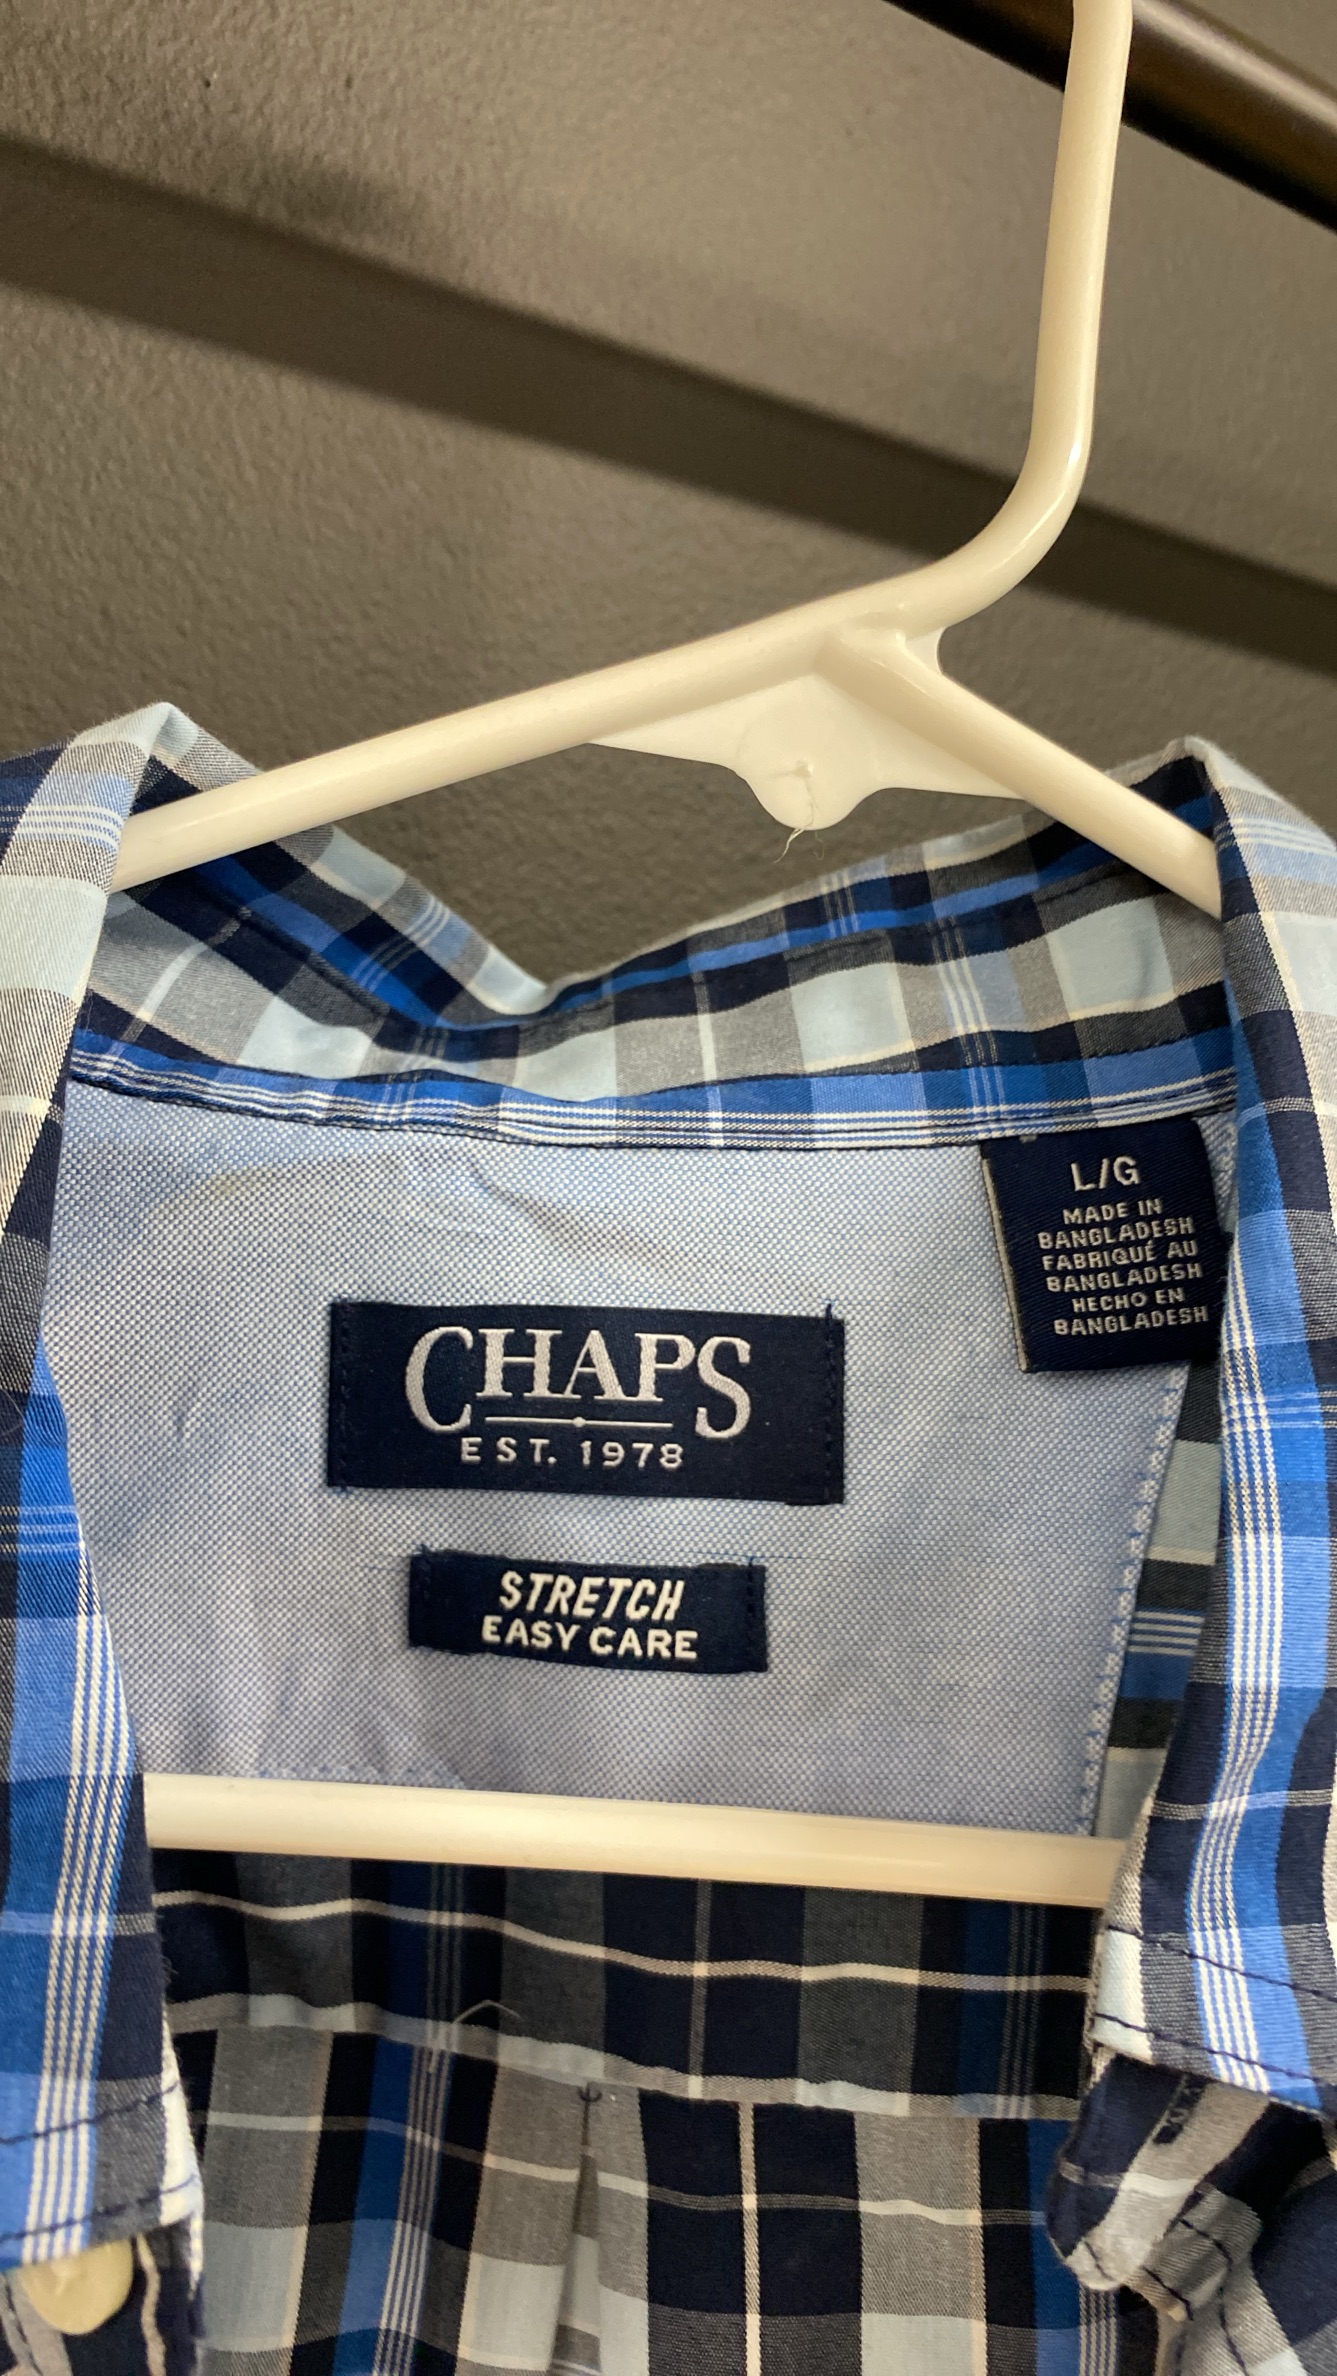 L/G
MADE IN
BANGLADESH
FABRIQUÉ AU
BANGLADESH
HECHO EN
BANGLADESH
CHAPS
EST. 1978
STRETCH
EASY CARE